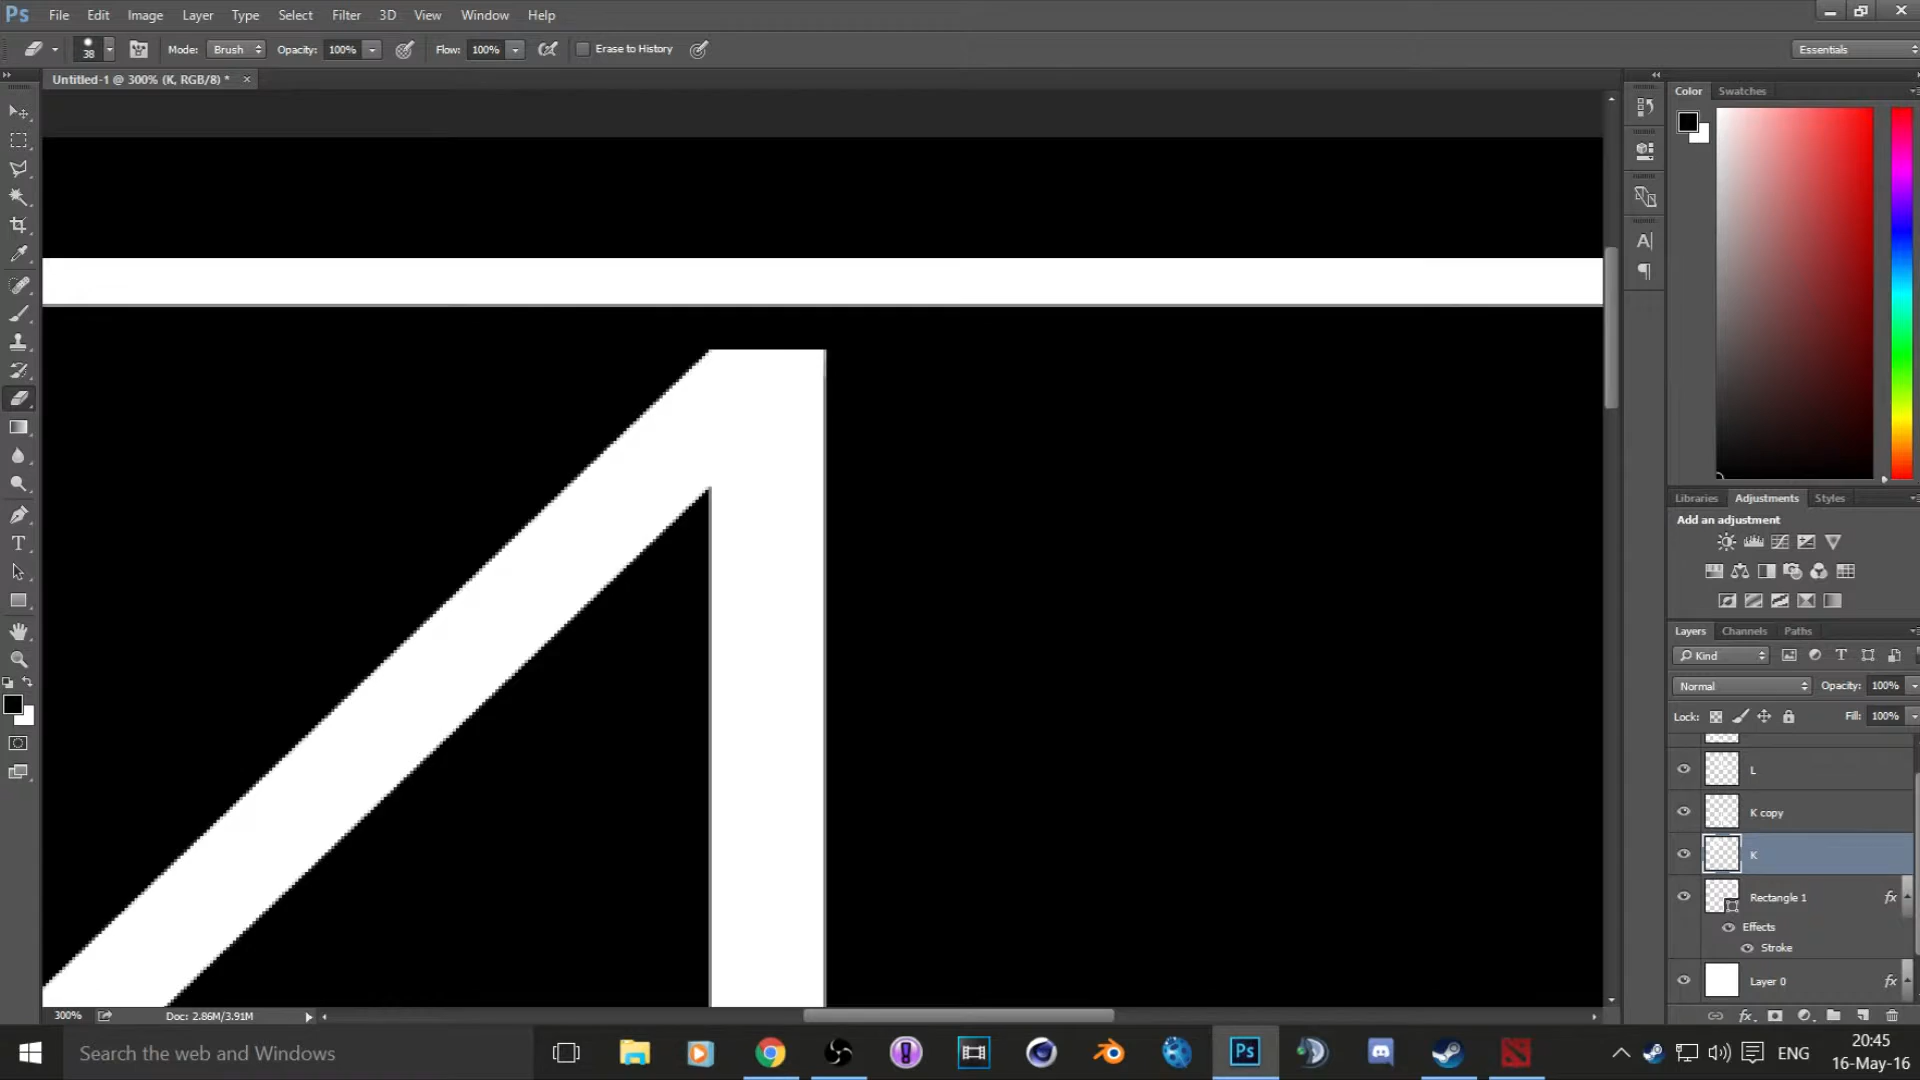 Ps File Edit Image Layer Type Select Filter 3D View Window Help
38 Mode: Brush Opacity: 100% Flow: 100% Erase to History Essentials
Untitled-1 @ 300% (K, RGB/8) * ×
Color Swatches
Libraries Adjustments Styles
Add an adjustment
Layers Channels Paths
Kind
Normal Opacity: 100%
Lock: Fill: 100%
L
K copy
K
Rectangle 1 fx
Effects
Stroke
Layer 0 fx
300% Doc: 2.86M/3.91M
Search the web and Windows
Ps
ENG
20:45
16-May-16